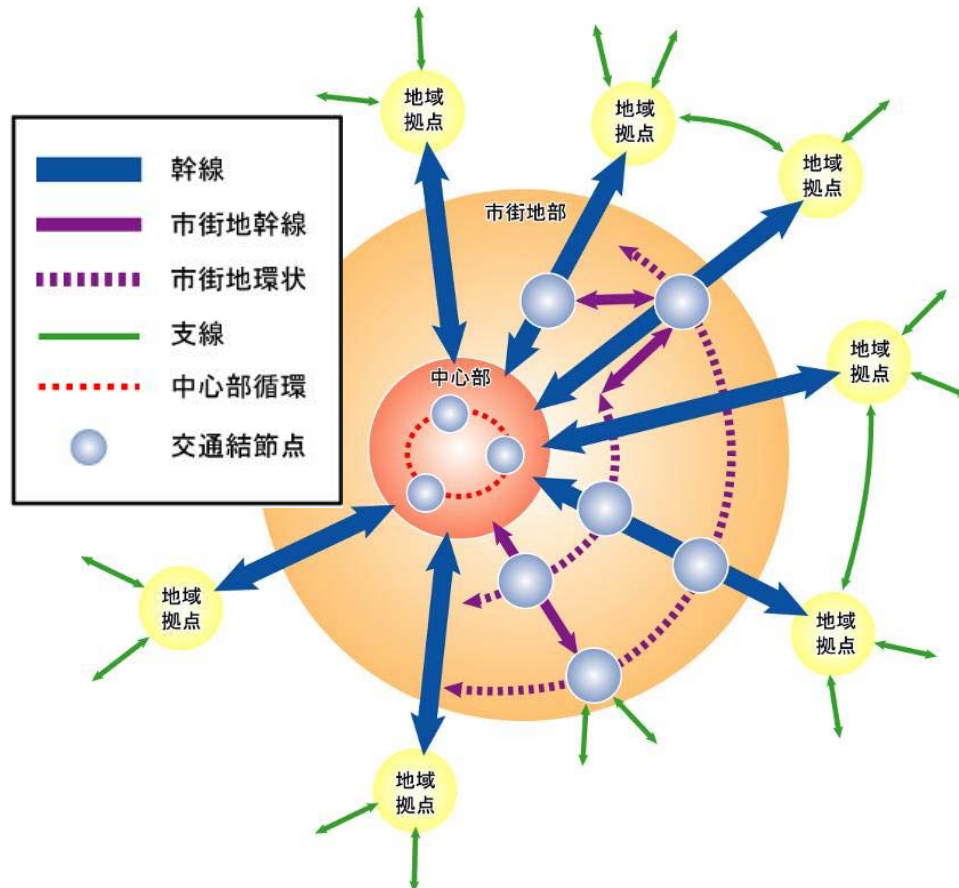 地域
拠点
地域
拠点
地域
拠点
幹線
市街地幹線
市街地環状
支線
中心部循環
交通結節点
市街地部
中心部
地域
拠点
地域
拠点
地域
拠点
地域
拠点